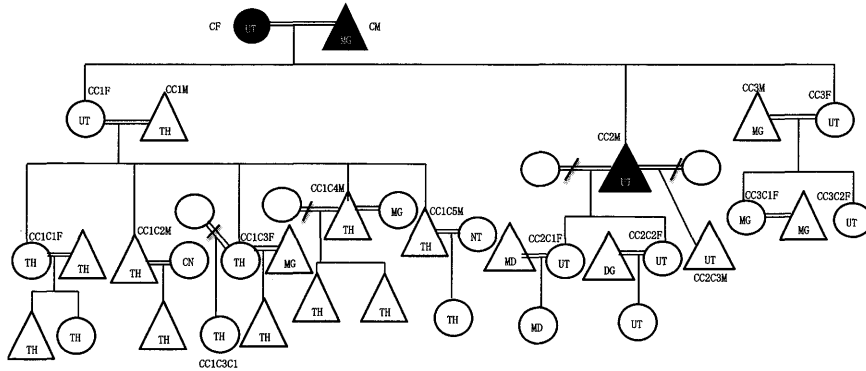 CF UT MG CM
CC1F CC1M CC3M CC3F
UT TH CC2M MG UT
UT
CC1C4M CC3C1F CC3C2F
CC1C1F CC1C2M CC1C3F TH MG CC1C5M CC2C1F CC2C2F MG MG UT
TH TH TH CN TH MG TH NT MD UT DG UT UT
CC2C3M
TH TH TH TH TH TH TH TH MD UT
CC1C3C1